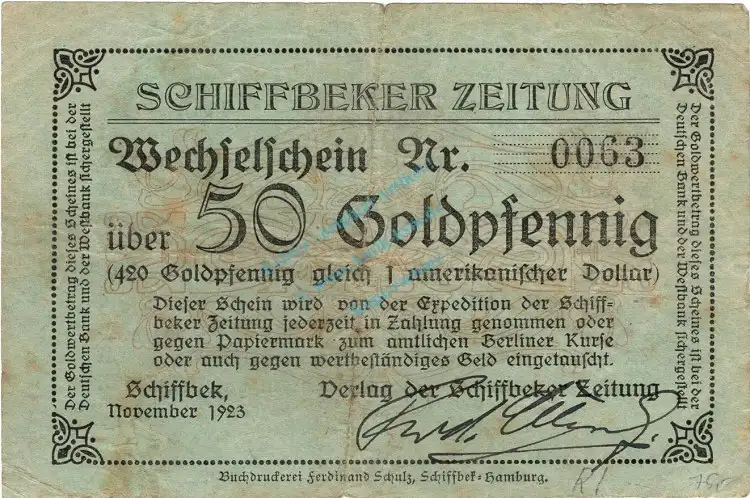 SCHIFFBEKER ZEITUNG
Wechselschein Nr. 0063
über 50 Goldpfennig
(420 Goldpfennig gleich 1 amerikanischer Dollar)
Dieser Schein wird von der Expedition der Schiff-
beker Zeitung jederzeit in Zahlung genommen oder
gegen Papiermark zum amtlichen Berliner Kurse
oder auch gegen wertbeständiges Geld eingetauscht.
Schiffbek, Verlag der Schiffbeker Zeitung
November 1923
Der Goldwertbetrag dieses Scheines ist bei der
Deutschen Bank und der Westbank sichergestellt
Der Goldwertbetrag dieses Scheines ist bei der
Deutschen Bank und der Westbank sichergestellt
Buchdruckerei Ferdinand Schulz, Schiffbek-Hamburg.